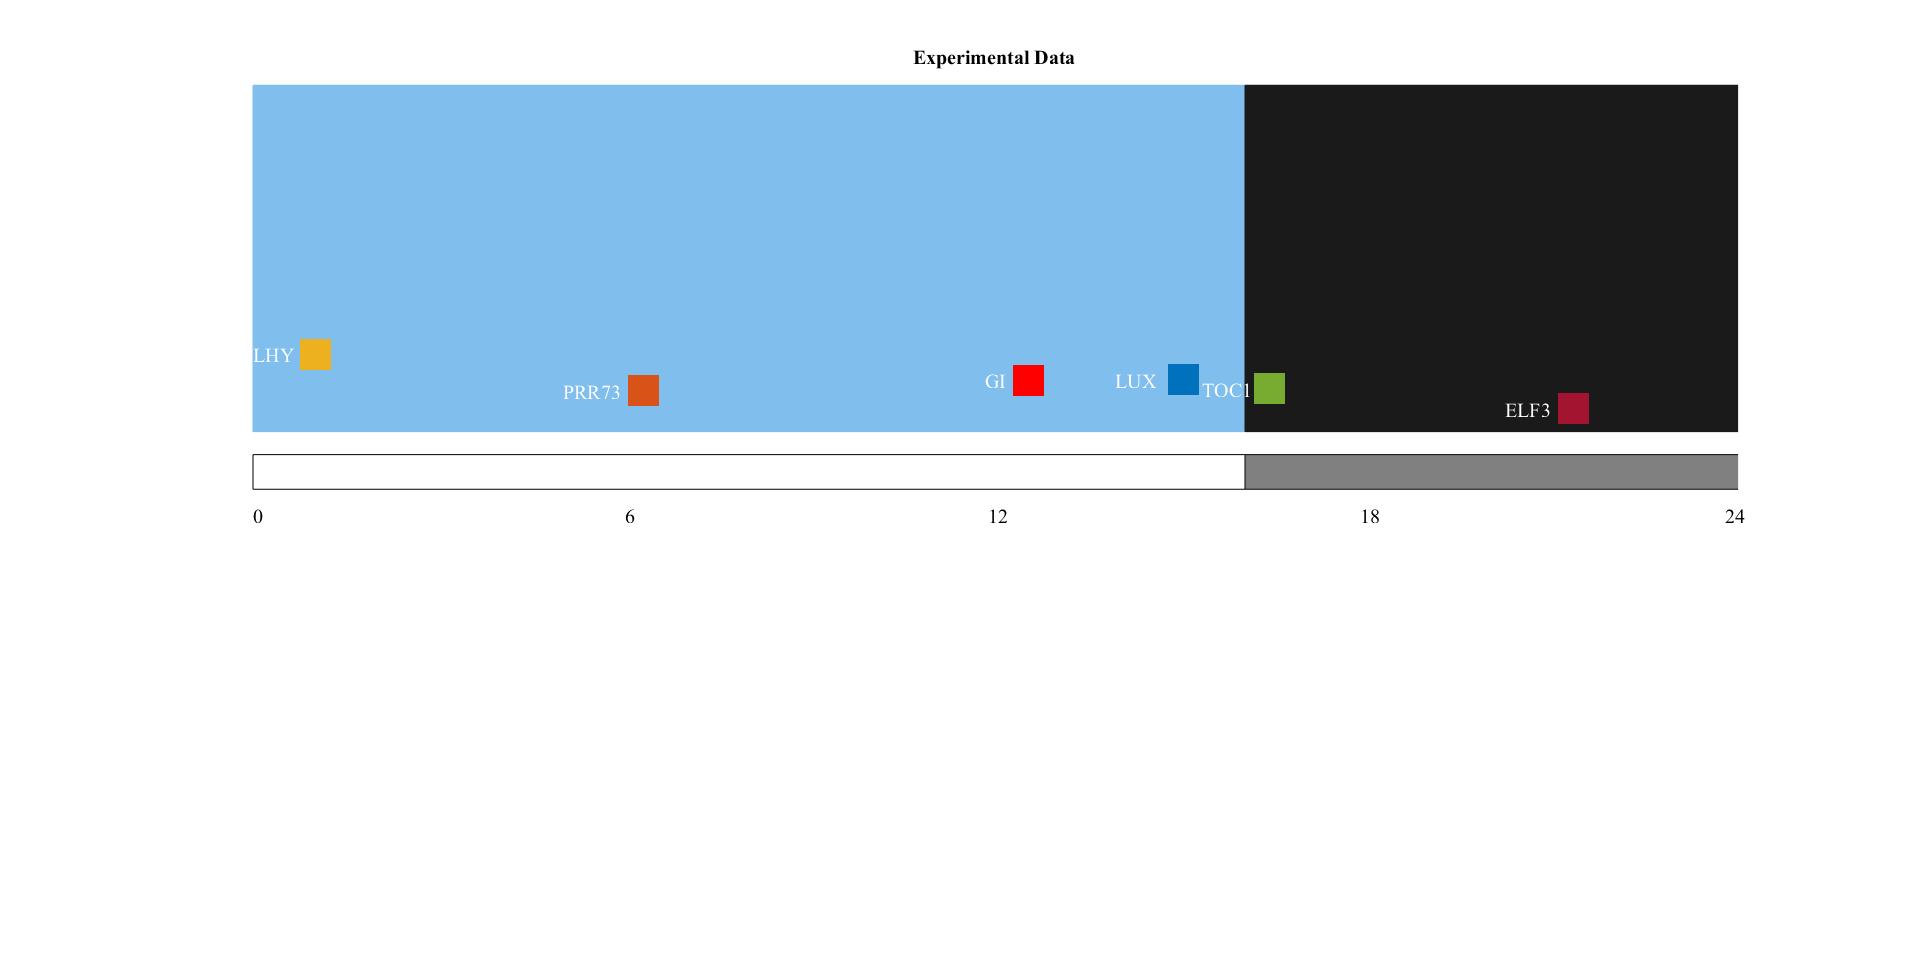 Experimental Data
LHY
PRR73
GI
LUX
TOC1
ELF3
0 6 12 18 24